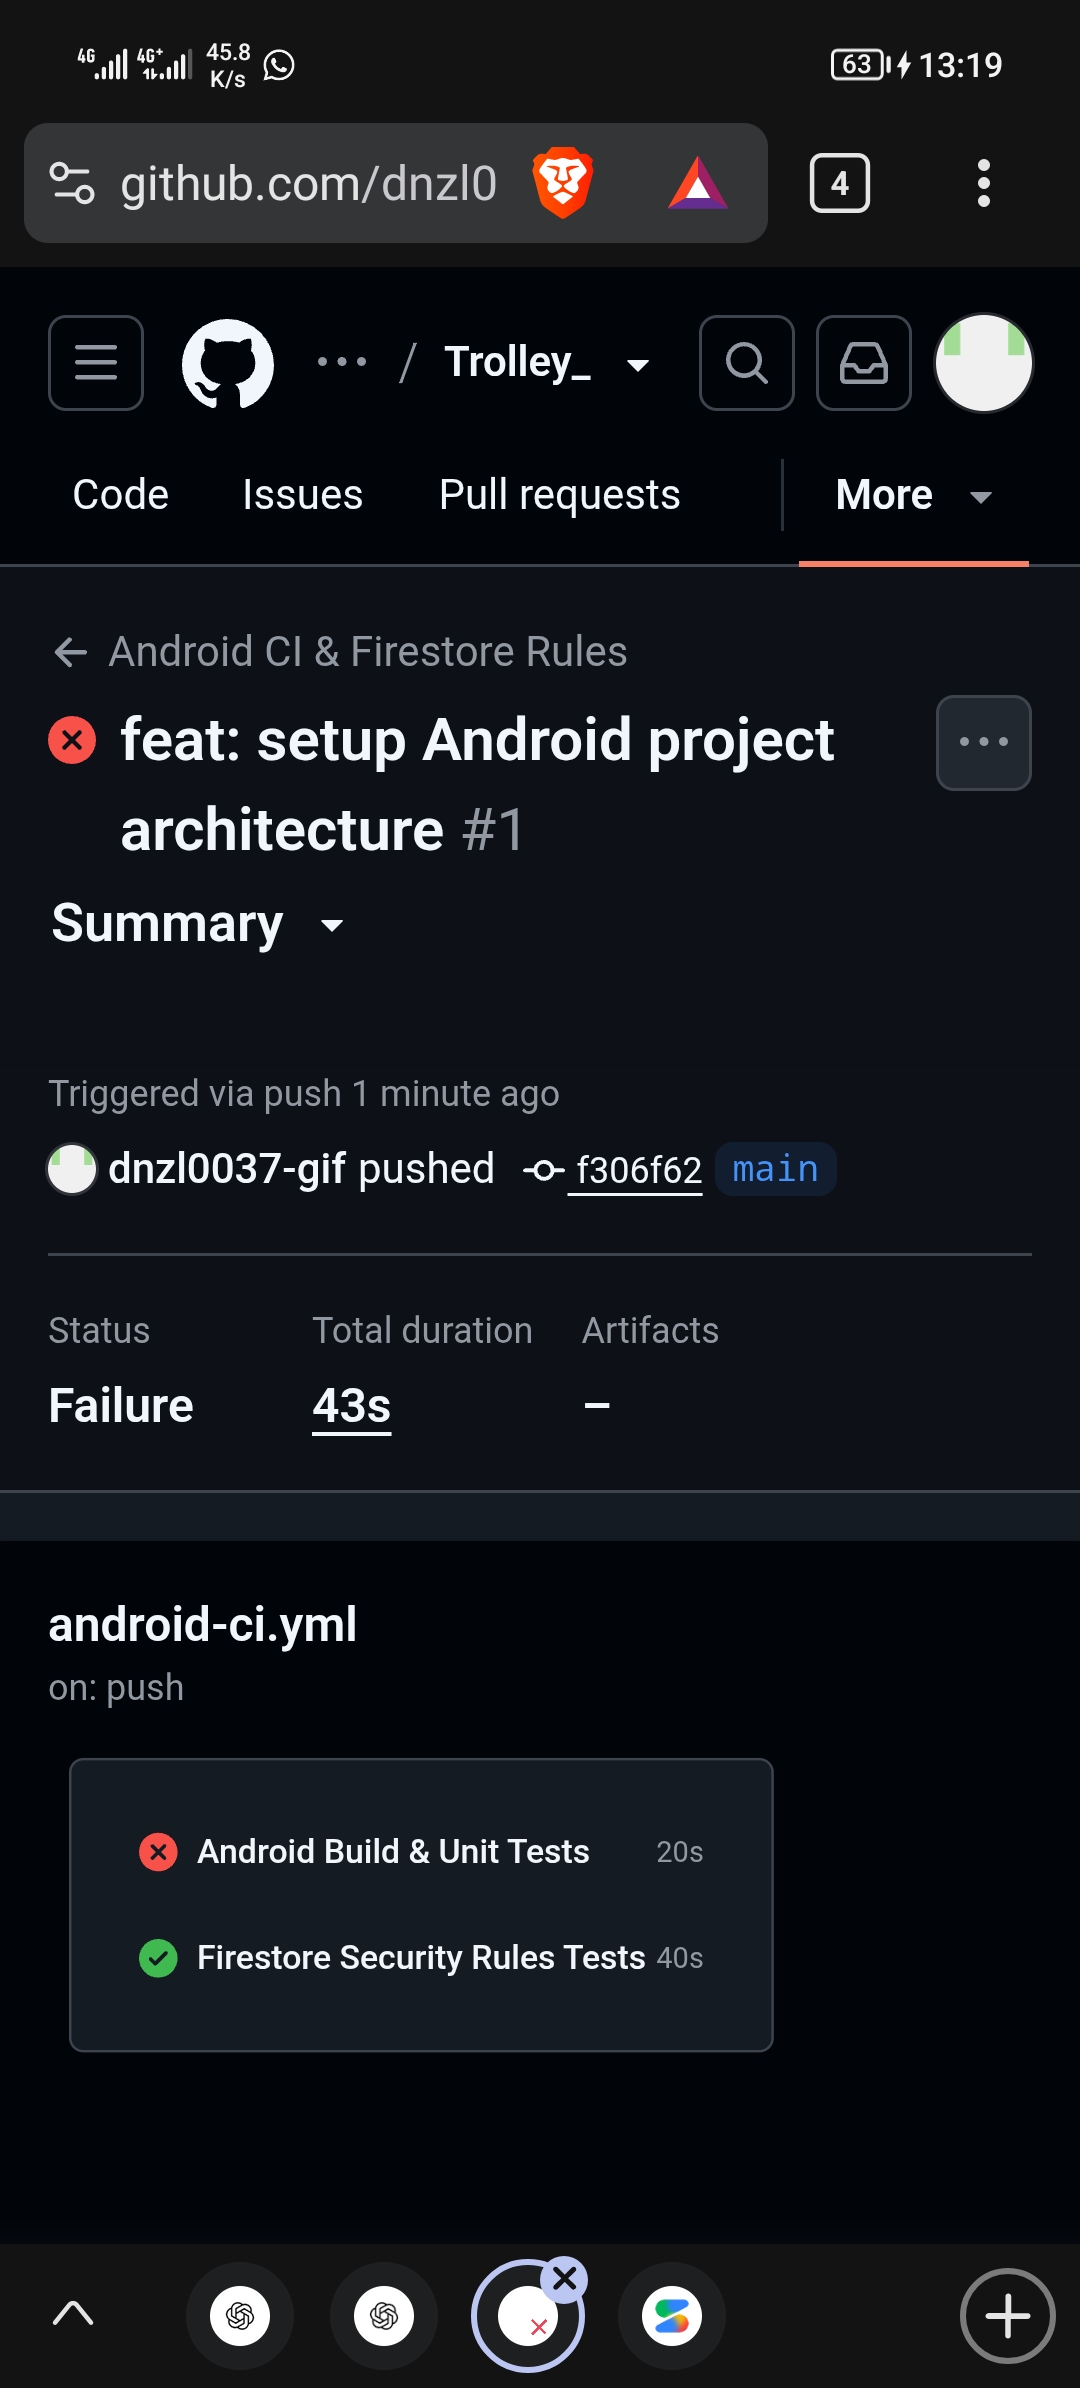 4G 4G+ 45.8 K/s 63 13:19
github.com/dnzl0 4
/ Trolley_
Code Issues Pull requests More
Android CI & Firestore Rules
feat: setup Android project
architecture #1
Summary
Triggered via push 1 minute ago
dnzl0037-gif pushed f306f62 main
Status Total duration Artifacts
Failure 43s –
android-ci.yml
on: push
Android Build & Unit Tests 20s
Firestore Security Rules Tests 40s